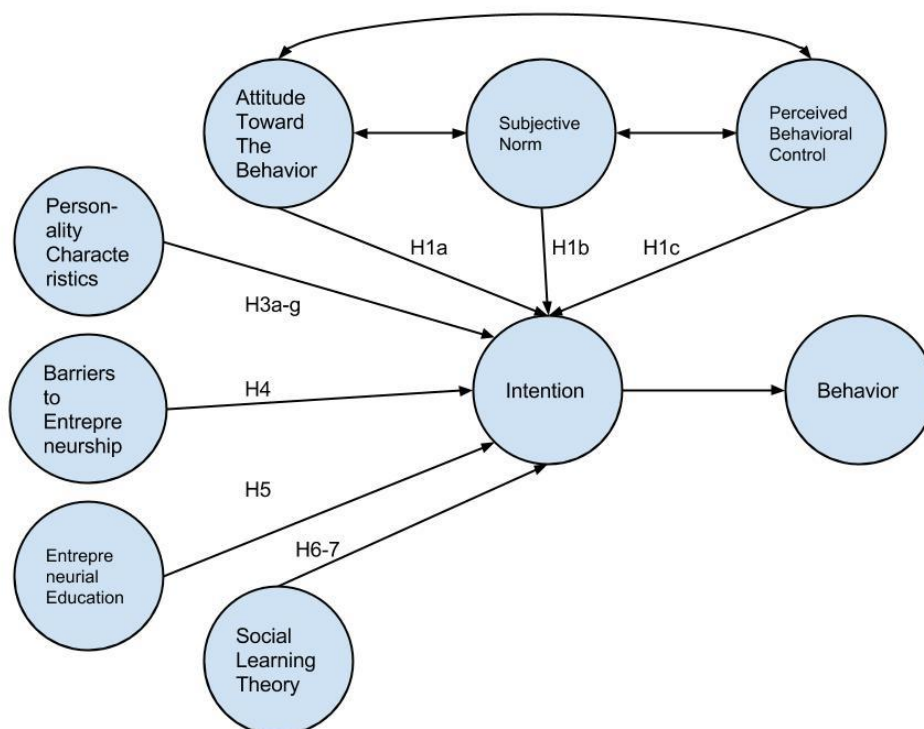 Attitude
Toward
The
Behavior
Subjective
Norm
Perceived
Behavioral
Control
Person-
ality
Characte
ristics
H1a
H1b
H1c
H3a-g
Barriers
to
Entrepre
neurship
H4
Intention
Behavior
H5
Entrepre
neurial
Education
H6-7
Social
Learning
Theory